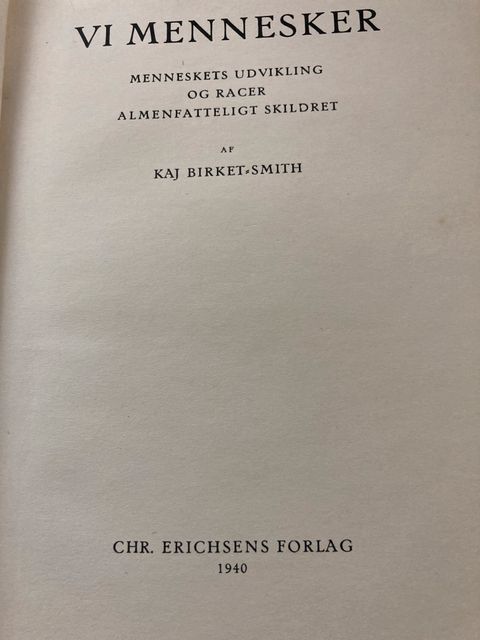 VI MENNESKER
MENNESKETS UDVIKLING
OG RACER
ALMENFATTELIGT SKILDRET
AF
KAJ BIRKET-SMITH
CHR. ERICHSENS FORLAG
1940